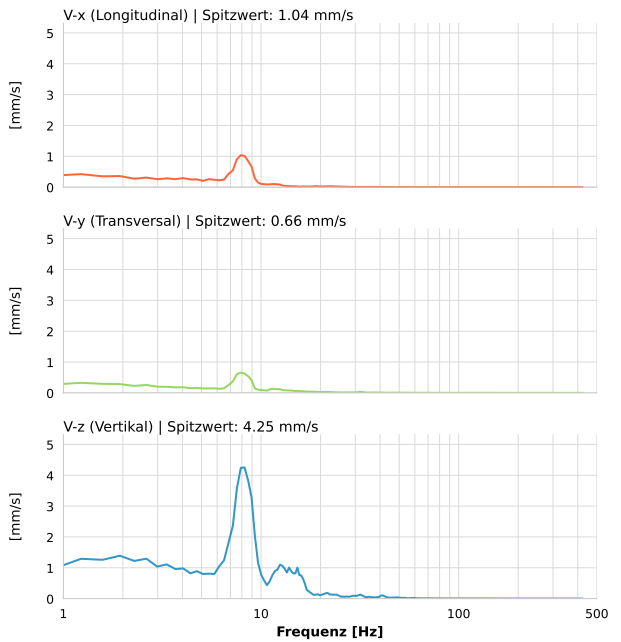 V-x (Longitudinal) | Spitzwert: 1.04 mm/s
5
4
[mm/s]
3
2
1
0
V-y (Transversal) | Spitzwert: 0.66 mm/s
5
4
[mm/s]
3
2
1
0
V-z (Vertikal) | Spitzwert: 4.25 mm/s
5
4
[mm/s]
3
2
1
0
1 10 100 500
Frequenz [Hz]